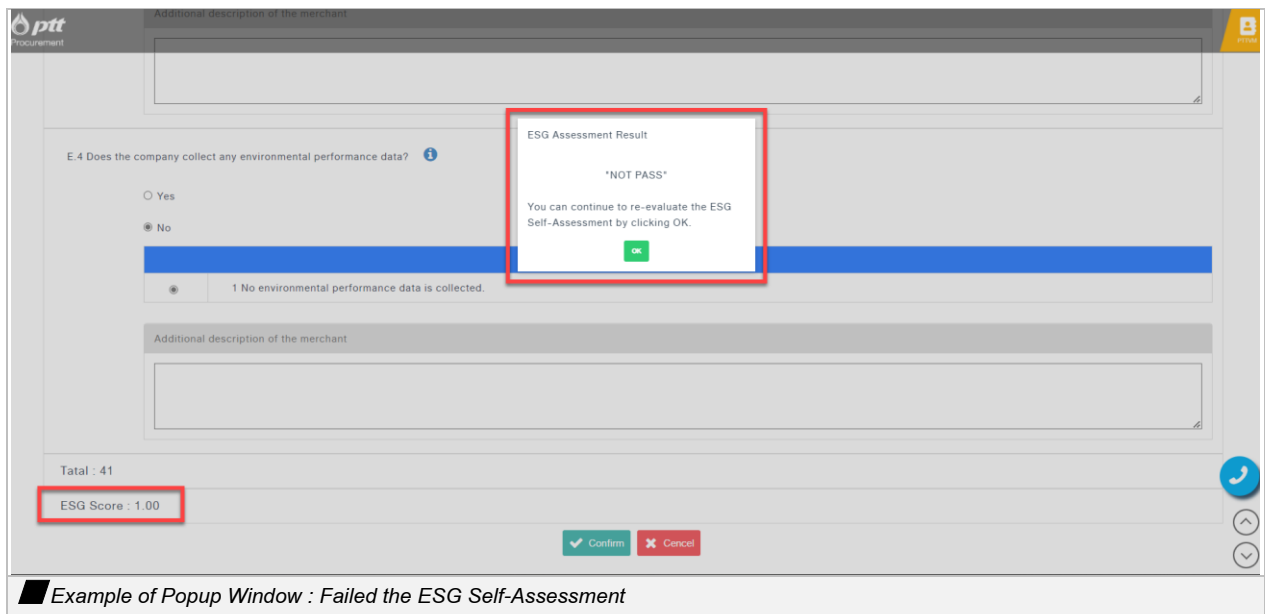 Additional description of the merchant
ptt
Procurement
PTTVM
E.4 Does the company collect any environmental performance data?
Yes
No
ESG Assessment Result
*NOT PASS*
You can continue to re-evaluate the ESG
Self-Assessment by clicking OK.
OK
1 No environmental performance data is collected.
Additional description of the merchant
Tatal : 41
ESG Score : 1.00
Confirm
Cencel
Example of Popup Window : Failed the ESG Self-Assessment